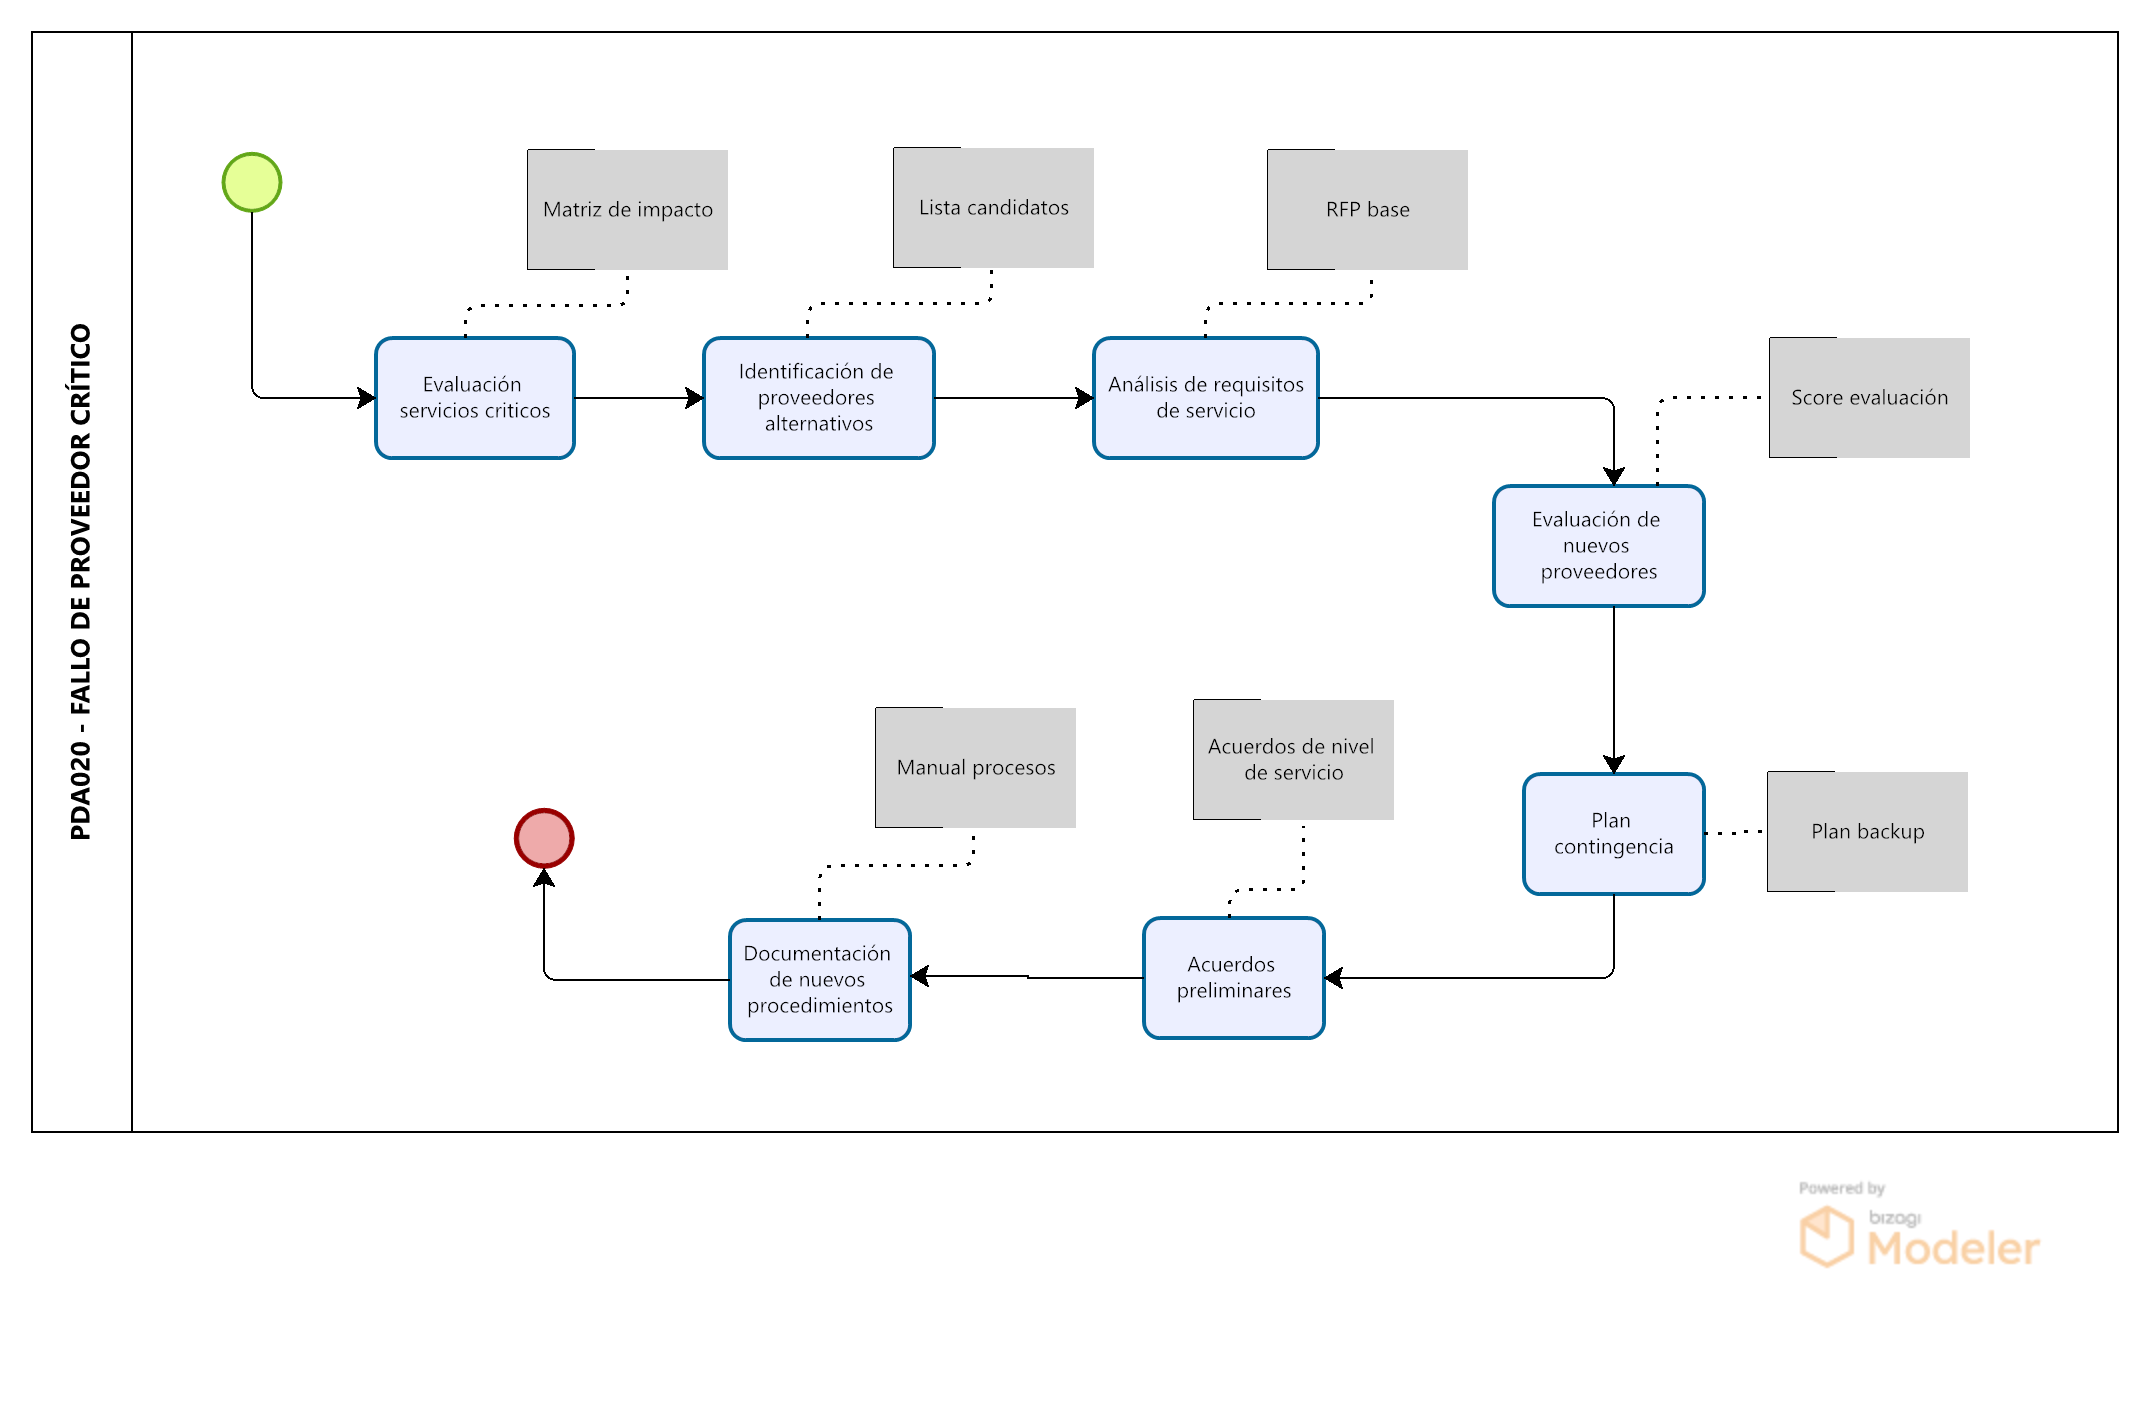 PDA020 - FALLO DE PROVEEDOR CRÍTICO
Matriz de impacto
Lista candidatos
RFP base
Evaluación
servicios criticos
Identificación de
proveedores
alternativos
Análisis de requisitos
de servicio
Score evaluación
Evaluación de
nuevos
proveedores
Manual procesos
Acuerdos de nivel
de servicio
Plan
contingencia
Plan backup
Documentación
de nuevos
procedimientos
Acuerdos
preliminares
Powered by
bizagi
Modeler